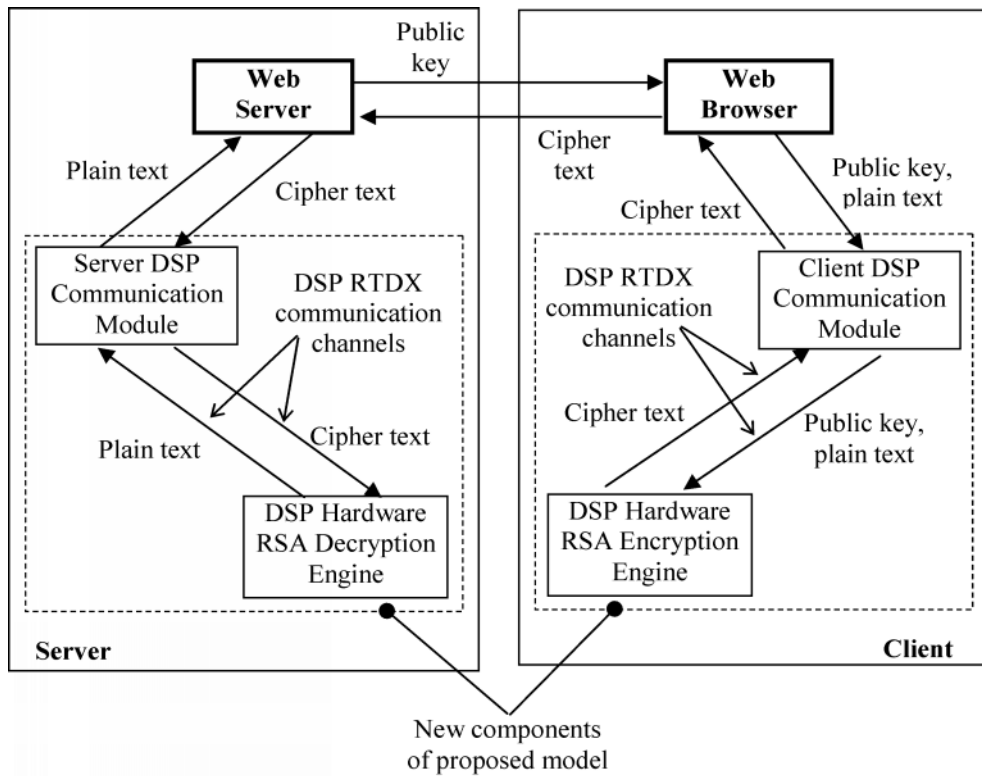 Public
key
Web
Server
Web
Browser
Cipher
text
Plain text
Cipher text
Cipher text
Public key,
plain text
Server DSP
Communication
Module
DSP RTDX
communication
channels
DSP RTDX
communication
channels
Client DSP
Communication
Module
Plain text
Cipher text
Cipher text
Public key,
plain text
DSP Hardware
RSA Decryption
Engine
DSP Hardware
RSA Encryption
Engine
Server
Client
New components
of proposed model